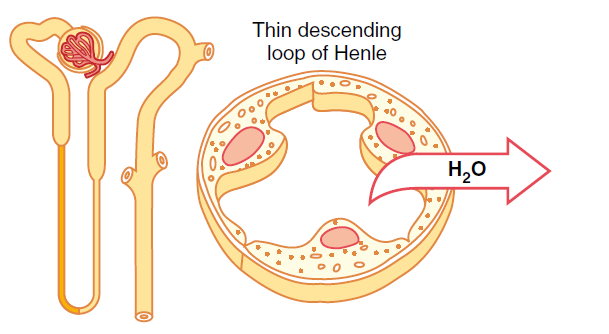 Thin descending
loop of Henle
H₂O